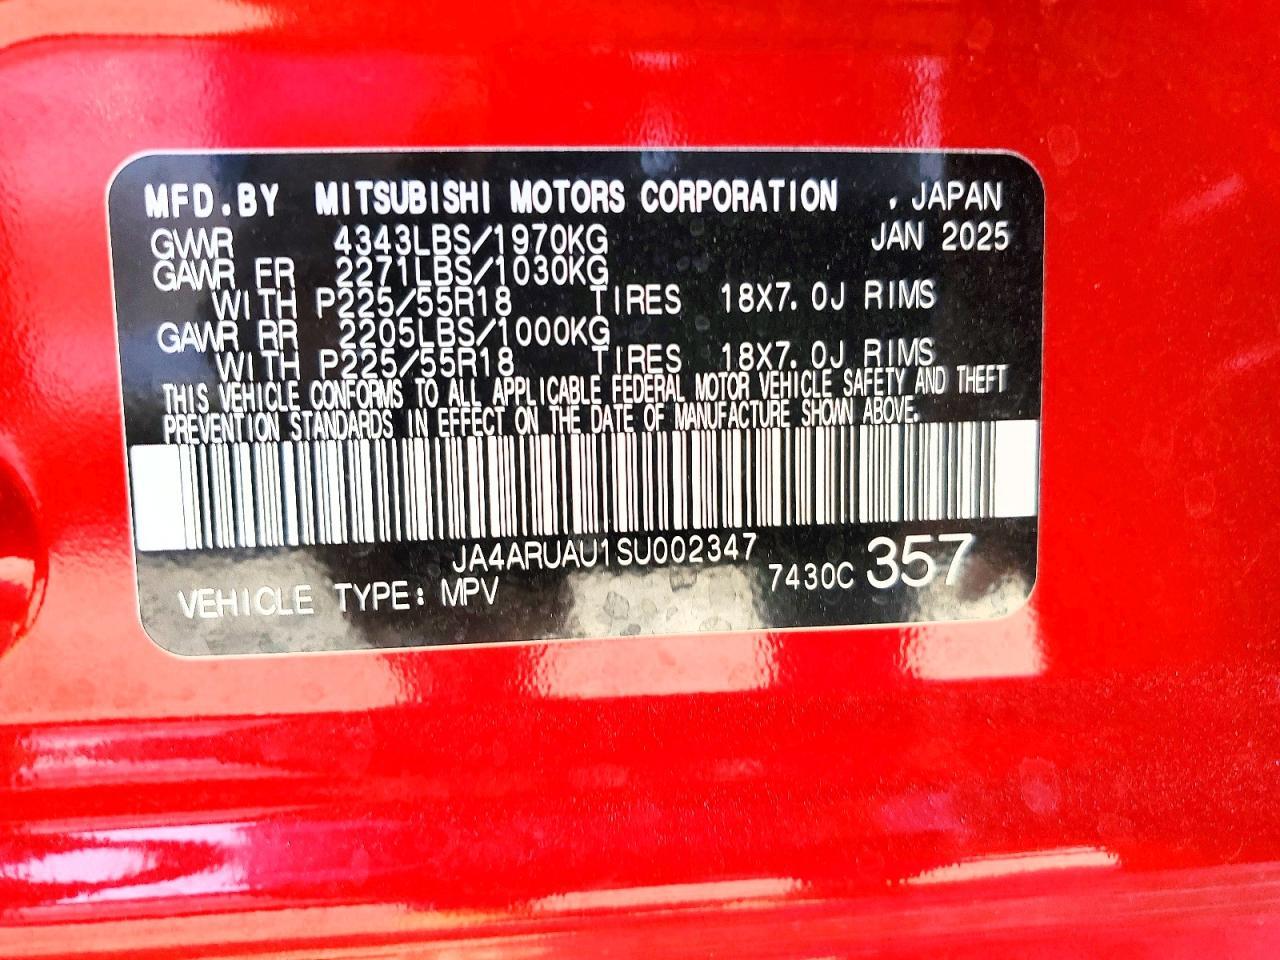 MFD.BY MITSUBISHI MOTORS CORPORATION , JAPAN
GVWR 4343LBS/1970KG JAN 2025
GAWR FR 2271LBS/1030KG
WITH P225/55R18 TIRES 18X7.0J RIMS
GAWR RR 2205LBS/1000KG
WITH P225/55R18 TIRES 18X7.0J RIMS
THIS VEHICLE CONFORMS TO ALL APPLICABLE FEDERAL MOTOR VEHICLE SAFETY AND THEFT
PREVENTION STANDARDS IN EFFECT ON THE DATE OF MANUFACTURE SHOWN ABOVE.
JA4ARUAU1SU002347
VEHICLE TYPE: MPV 7430C 357